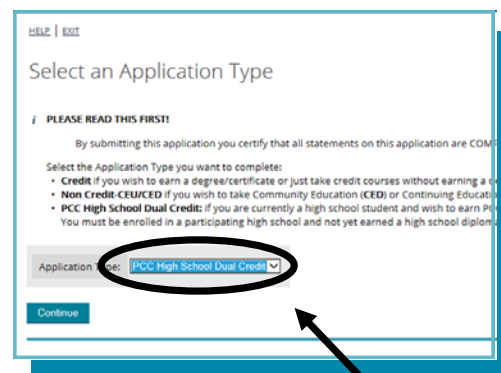 HELP | EXIT
Select an Application Type
i PLEASE READ THIS FIRST!
By submitting this application you certify that all statements on this application are COM
Select the Application Type you want to complete:
• Credit if you wish to earn a degree/certificate or just take credit courses without earning a d
• Non Credit-CEU/CED if you wish to take Community Education (CED) or Continuing Educati
• PCC High School Dual Credit: if you are currently a high school student and wish to earn PC
You must be enrolled in a participating high school and not yet earned a high school diplom
Application Type: PCC High School Dual Credit
Continue